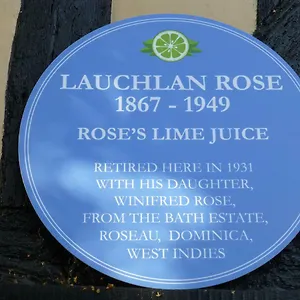 LAUCHLAN ROSE
1867 - 1949
ROSE'S LIME JUICE
RETIRED HERE IN 1931
WITH HIS DAUGHTER,
WINIFRED ROSE,
FROM THE BATH ESTATE,
ROSEAU, DOMINICA,
WEST INDIES